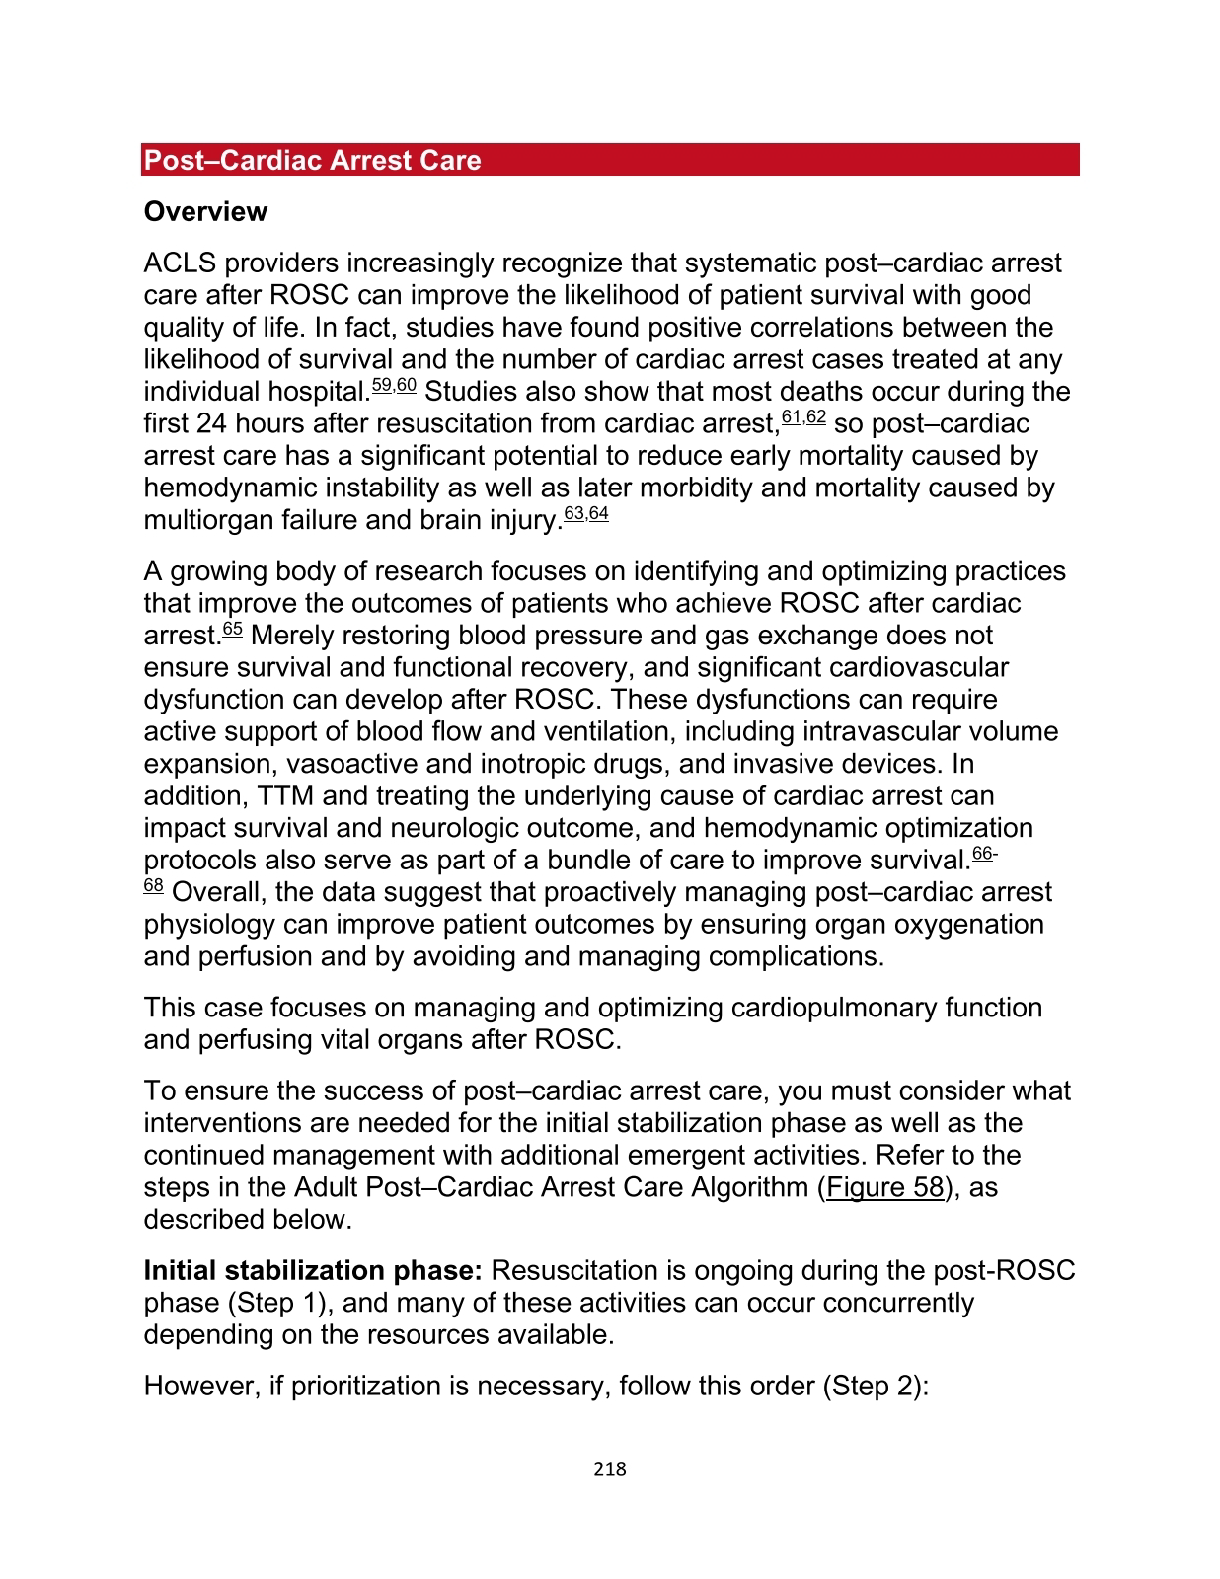 Post–Cardiac Arrest Care
Overview
ACLS providers increasingly recognize that systematic post–cardiac arrest
care after ROSC can improve the likelihood of patient survival with good
quality of life. In fact, studies have found positive correlations between the
likelihood of survival and the number of cardiac arrest cases treated at any
individual hospital.59,60 Studies also show that most deaths occur during the
first 24 hours after resuscitation from cardiac arrest,61,62 so post–cardiac
arrest care has a significant potential to reduce early mortality caused by
hemodynamic instability as well as later morbidity and mortality caused by
multiorgan failure and brain injury.63,64
A growing body of research focuses on identifying and optimizing practices
that improve the outcomes of patients who achieve ROSC after cardiac
arrest.65 Merely restoring blood pressure and gas exchange does not
ensure survival and functional recovery, and significant cardiovascular
dysfunction can develop after ROSC. These dysfunctions can require
active support of blood flow and ventilation, including intravascular volume
expansion, vasoactive and inotropic drugs, and invasive devices. In
addition, TTM and treating the underlying cause of cardiac arrest can
impact survival and neurologic outcome, and hemodynamic optimization
protocols also serve as part of a bundle of care to improve survival.66-
68 Overall, the data suggest that proactively managing post–cardiac arrest
physiology can improve patient outcomes by ensuring organ oxygenation
and perfusion and by avoiding and managing complications.
This case focuses on managing and optimizing cardiopulmonary function
and perfusing vital organs after ROSC.
To ensure the success of post–cardiac arrest care, you must consider what
interventions are needed for the initial stabilization phase as well as the
continued management with additional emergent activities. Refer to the
steps in the Adult Post–Cardiac Arrest Care Algorithm (Figure 58), as
described below.
Initial stabilization phase: Resuscitation is ongoing during the post-ROSC
phase (Step 1), and many of these activities can occur concurrently
depending on the resources available.
However, if prioritization is necessary, follow this order (Step 2):
218